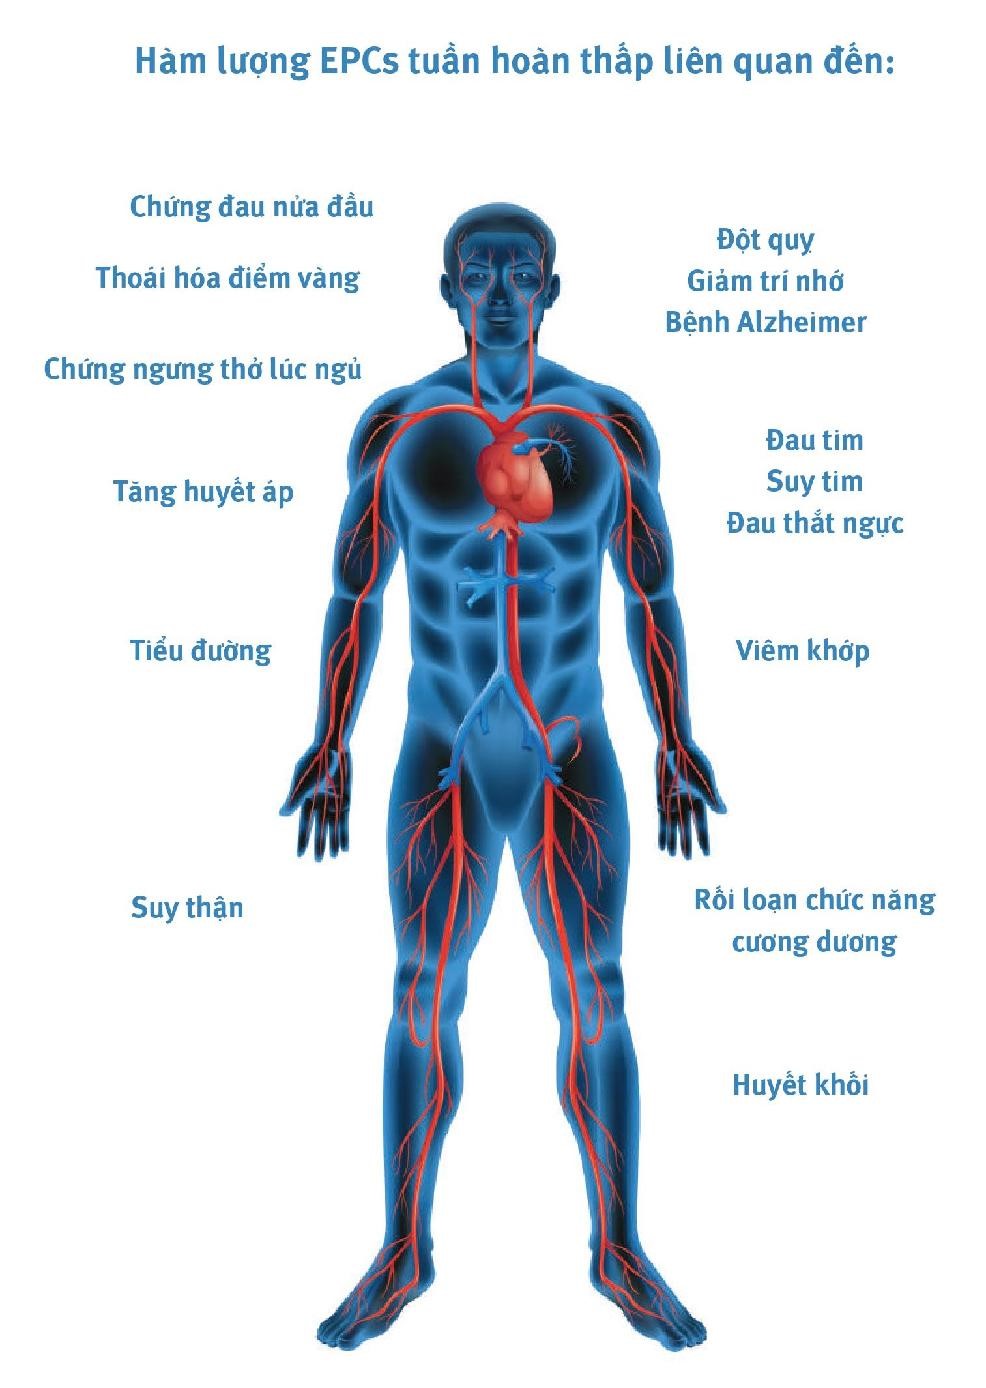 Hàm lượng EPCs tuần hoàn thấp liên quan đến:
Chứng đau nửa đầu
Thoái hóa điểm vàng
Chứng ngưng thở lúc ngủ
Tăng huyết áp
Tiểu đường
Suy thận
Đột quỵ
Giảm trí nhớ
Bệnh Alzheimer
Đau tim
Suy tim
Đau thắt ngực
Viêm khớp
Rối loạn chức năng
cương dương
Huyết khối